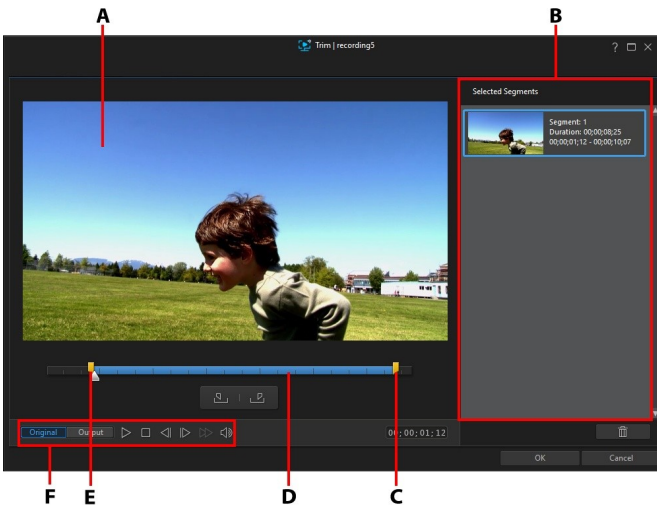 A
B
Trim | recording5
?
Selected Segments
Segment: 1
Duration: 00;00;08;25
00;00;01;12 - 00;00;10;07
Original
Output
00; 00; 01; 12
OK
Cancel
F
E
D
C